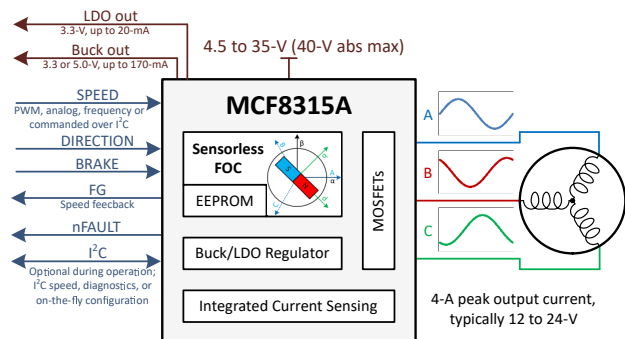 LDO out
3.3-V, up to 20-mA
Buck out
3.3 or 5.0-V, up to 170-mA
4.5 to 35-V (40-V abs max)
SPEED
PWM, analog, frequency or
commanded over I²C
DIRECTION
BRAKE
FG
Speed feecback
nFAULT
I²C
Optional during operation;
I²C speed, diagnostics, or
on-the-fly configuration
MCF8315A
Sensorless
FOC
EEPROM
B
β
q
A
α
C
d
S
N
MOSFETs
Buck/LDO Regulator
Integrated Current Sensing
A
B
C
4-A peak output current,
typically 12 to 24-V